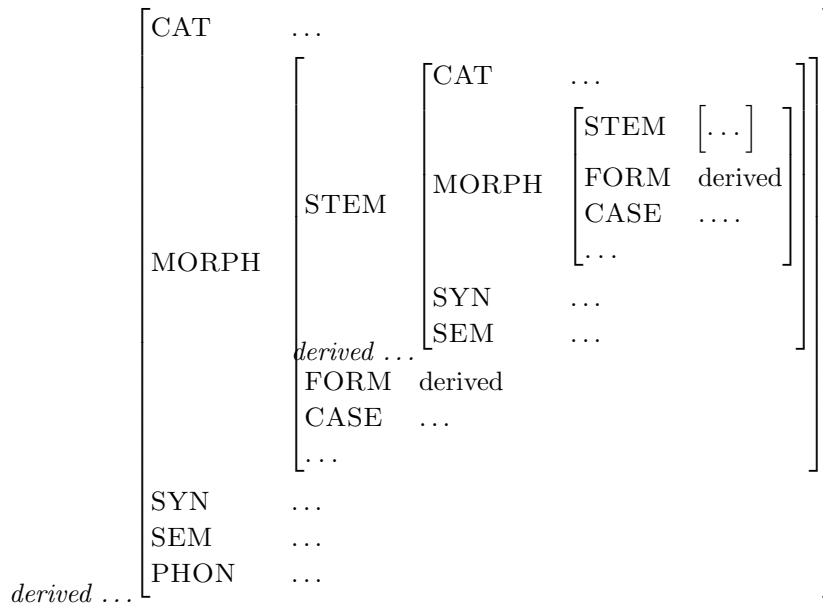 CAT ...
CAT ...
STEM [...]
MORPH FORM derived
STEM CASE ....
MORPH ...
SYN ...
SEM ...
derived ...
FORM derived
CASE ...
...
SYN ...
SEM ...
PHON ...
derived ...